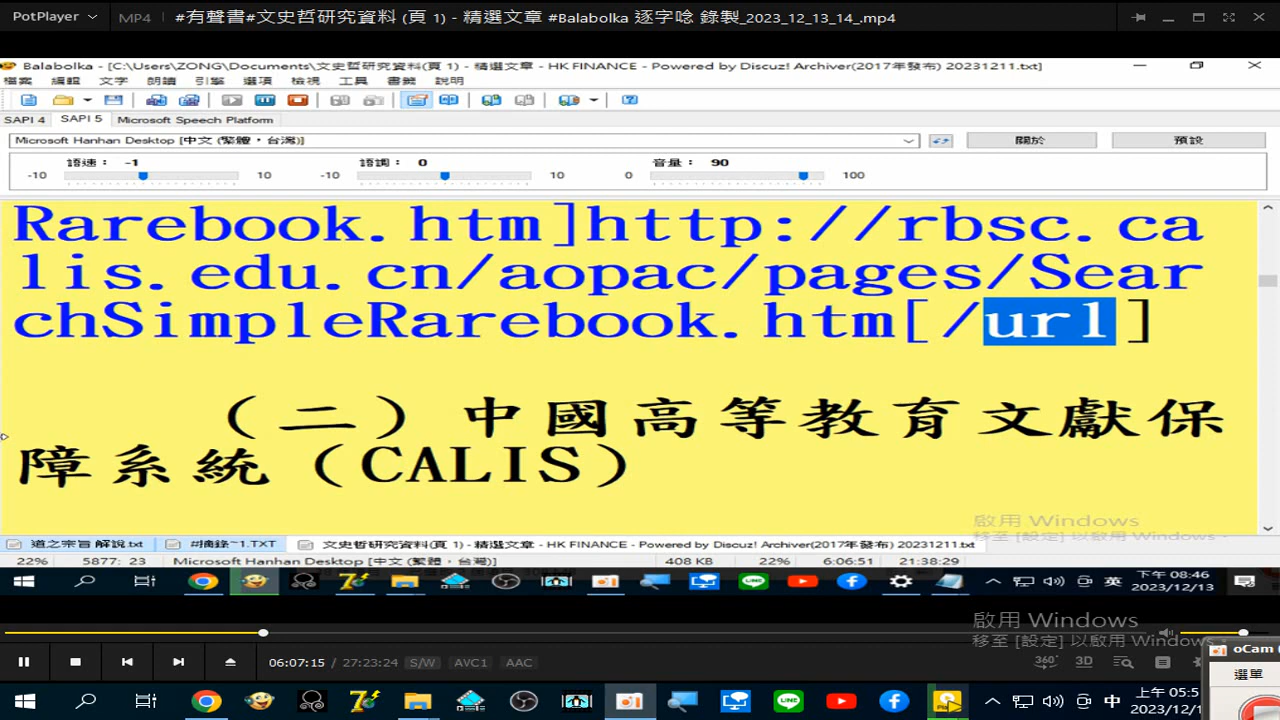 PotPlayer MP4 #有聲書#文史哲研究資料 (頁 1) - 精選文章 #Balabolka 逐字唸 錄製_2023_12_13_14_.mp4
Balabolka - [C:\Users\ZONG\Documents\文史哲研究資料(頁 1) - 精選文章 - HK FINANCE - Powered by Discuz! Archiver(2017年發布) 20231211.txt]
檔案 編輯 文字 朗讀 引擎 選項 檢視 工具 書籤 說明
SAPI 4 SAPI 5 Microsoft Speech Platform
Microsoft Hanhan Desktop [中文 (繁體，台灣)] 關於 預設
語速： -1 語調： 0 音量： 90
-10 10 -10 10 0 100
Rarebook.htm]http://rbsc.ca
lis.edu.cn/aopac/pages/Sear
chSimpleRarebook.htm[/url]
（二）中國高等教育文獻保
障系統（CALIS）
啟用 Windows
移至 [設定] 以啟用 Windows。
道之宗旨 解說.txt #摘錄~1.TXT 文史哲研究資料(頁 1) - 精選文章 - HK FINANCE - Powered by Discuz! Archiver(2017年發布) 20231211.txt
22% 5877: 23 Microsoft Hanhan Desktop [中文 (繁體，台灣)] 408 KB 22% 6:06:51 21:38:29
英 下午 08:46
2023/12/13
啟用 Windows
移至 [設定] 以啟用 Windows。
oCam
06:07:15 / 27:23:24 S/W AVC1 AAC 360° 3D
選單
中 上午 05:5
2023/12/1